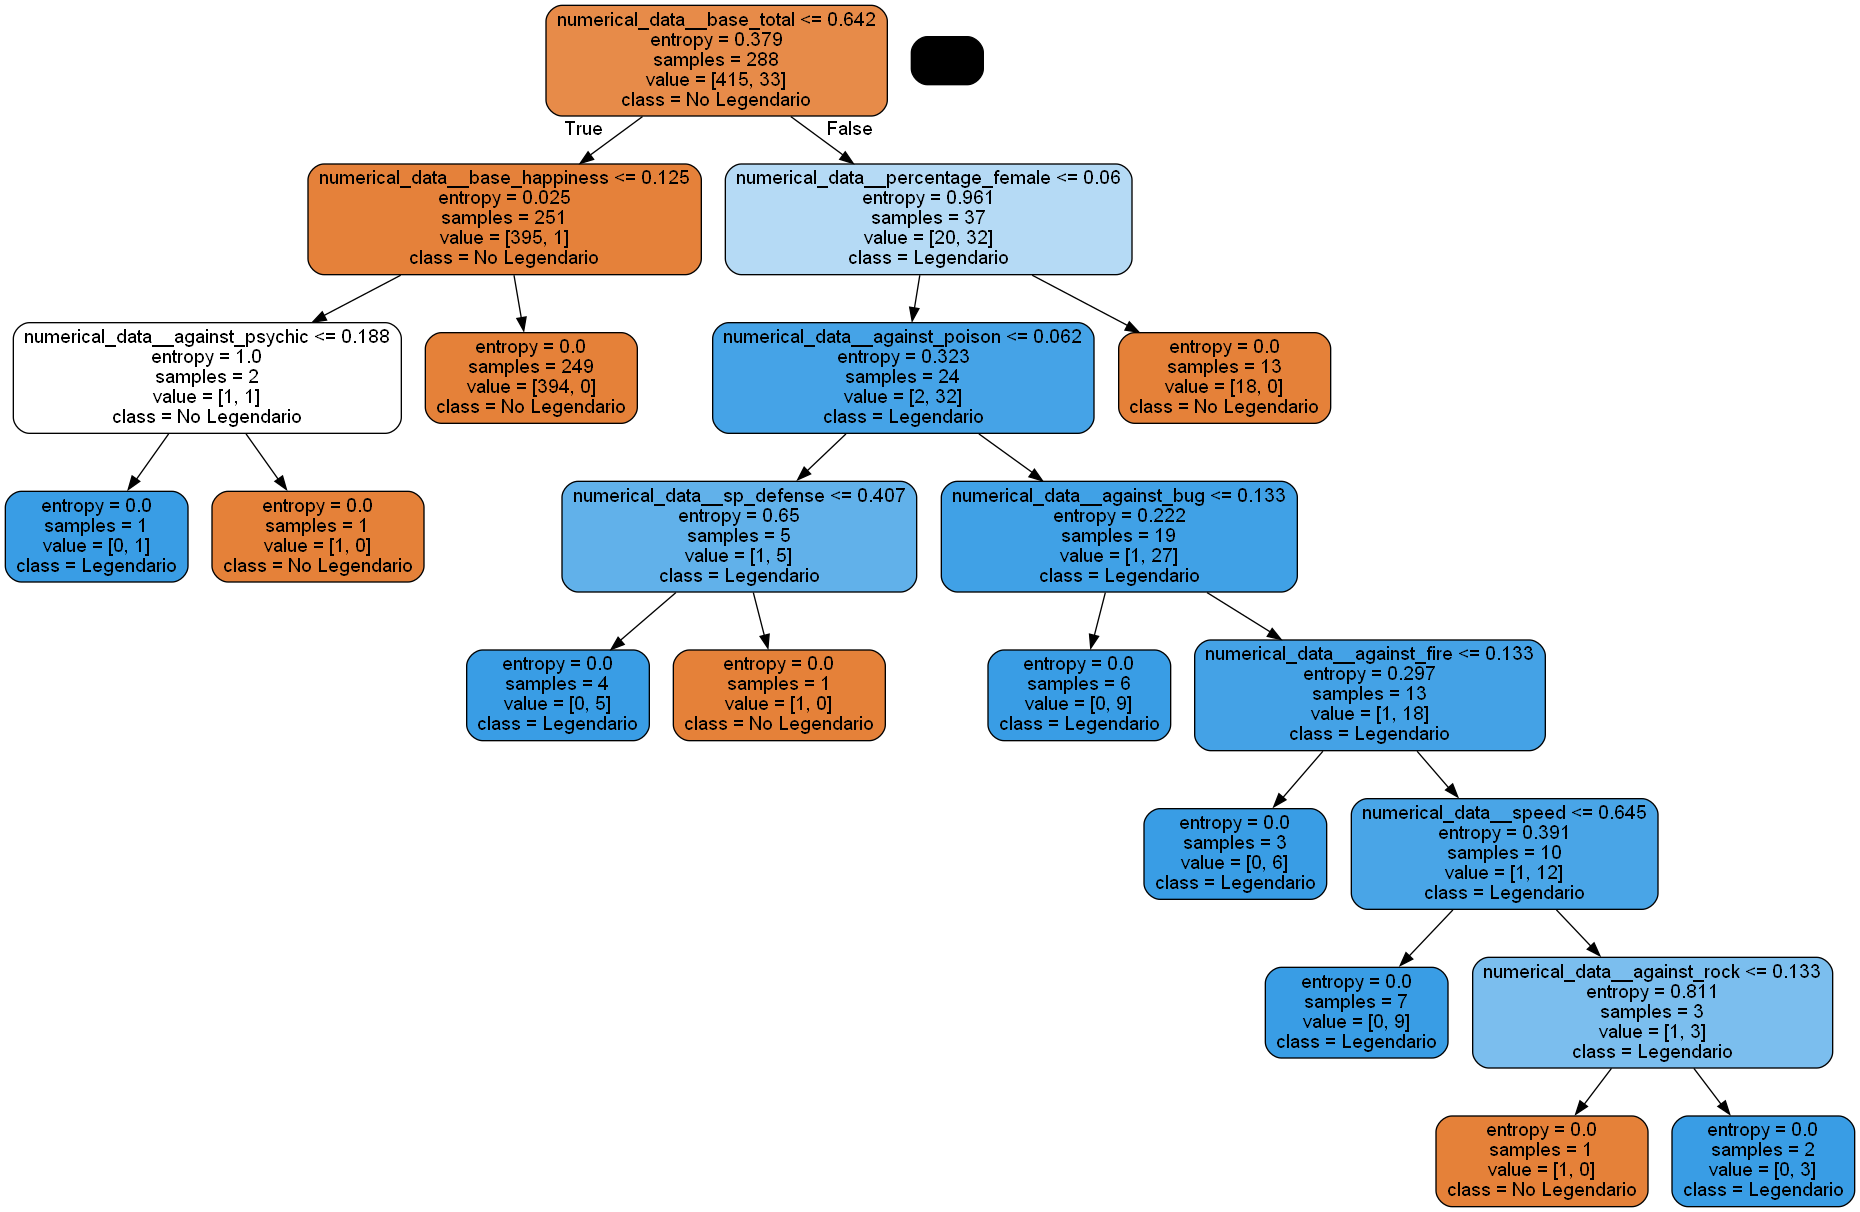 numerical_data__base_total <= 0.642
entropy = 0.379
samples = 288
value = [415, 33]
class = No Legendario
True
False
numerical_data__base_happiness <= 0.125
entropy = 0.025
samples = 251
value = [395, 1]
class = No Legendario
numerical_data__percentage_female <= 0.06
entropy = 0.961
samples = 37
value = [20, 32]
class = Legendario
numerical_data__against_psychic <= 0.188
entropy = 1.0
samples = 2
value = [1, 1]
class = No Legendario
entropy = 0.0
samples = 249
value = [394, 0]
class = No Legendario
numerical_data__against_poison <= 0.062
entropy = 0.323
samples = 24
value = [2, 32]
class = Legendario
entropy = 0.0
samples = 13
value = [18, 0]
class = No Legendario
entropy = 0.0
samples = 1
value = [0, 1]
class = Legendario
entropy = 0.0
samples = 1
value = [1, 0]
class = No Legendario
numerical_data__sp_defense <= 0.407
entropy = 0.65
samples = 5
value = [1, 5]
class = Legendario
numerical_data__against_bug <= 0.133
entropy = 0.222
samples = 19
value = [1, 27]
class = Legendario
entropy = 0.0
samples = 4
value = [0, 5]
class = Legendario
entropy = 0.0
samples = 1
value = [1, 0]
class = No Legendario
entropy = 0.0
samples = 6
value = [0, 9]
class = Legendario
numerical_data__against_fire <= 0.133
entropy = 0.297
samples = 13
value = [1, 18]
class = Legendario
entropy = 0.0
samples = 3
value = [0, 6]
class = Legendario
numerical_data__speed <= 0.645
entropy = 0.391
samples = 10
value = [1, 12]
class = Legendario
entropy = 0.0
samples = 7
value = [0, 9]
class = Legendario
numerical_data__against_rock <= 0.133
entropy = 0.811
samples = 3
value = [1, 3]
class = Legendario
entropy = 0.0
samples = 1
value = [1, 0]
class = No Legendario
entropy = 0.0
samples = 2
value = [0, 3]
class = Legendario